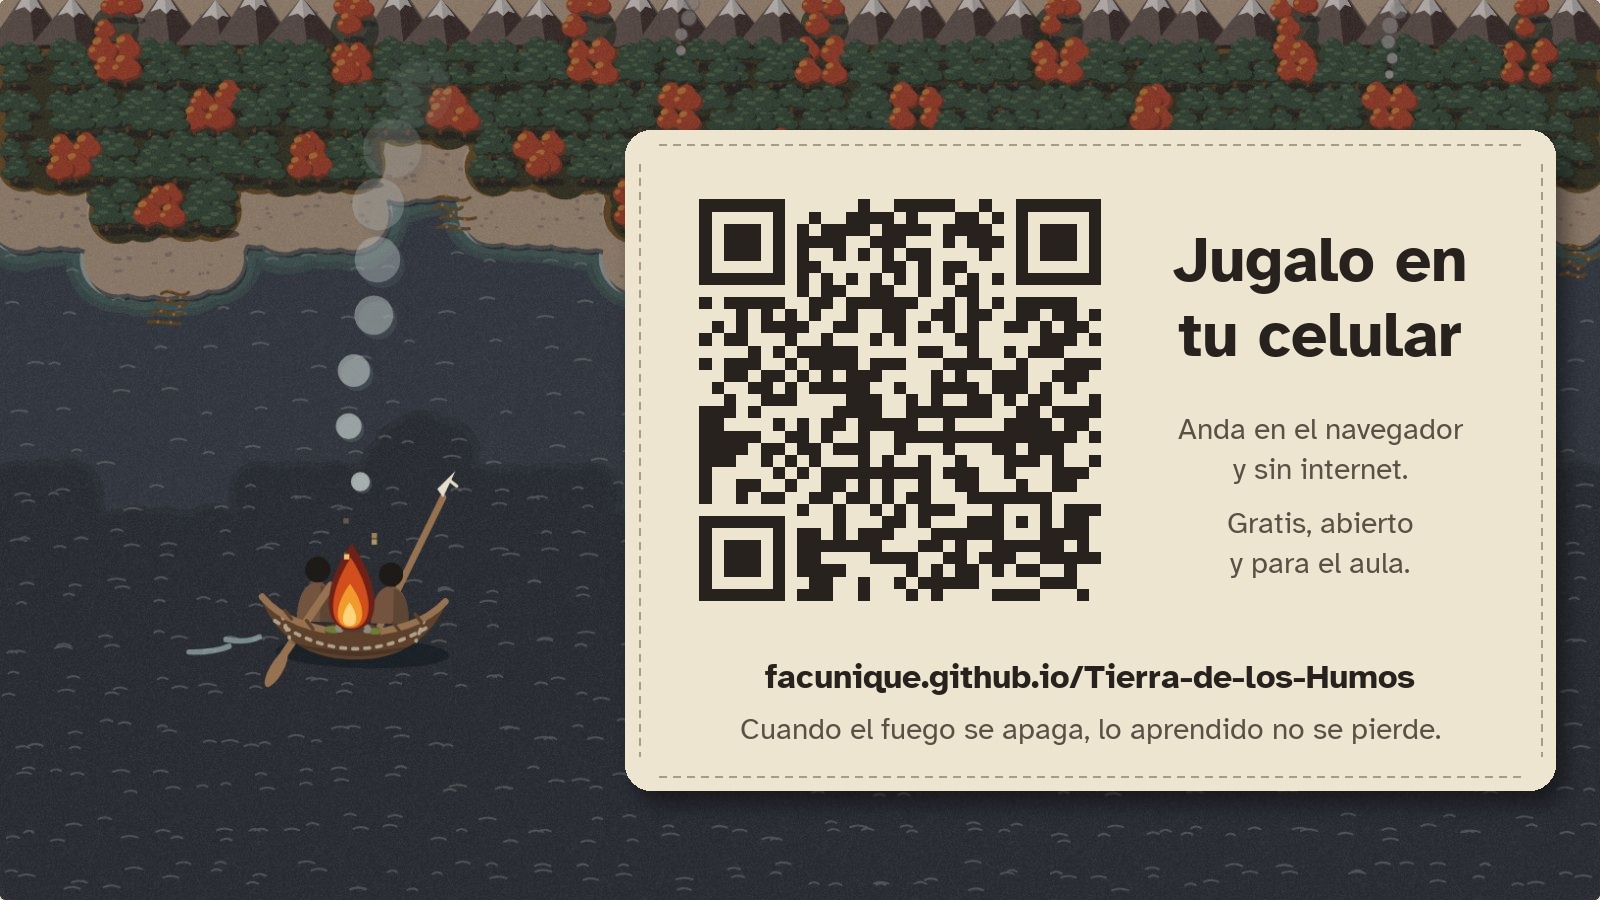 Jugalo en
tu celular
Anda en el navegador
y sin internet.
Gratis, abierto
y para el aula.
facunique.github.io/Tierra-de-los-Humos
Cuando el fuego se apaga, lo aprendido no se pierde.